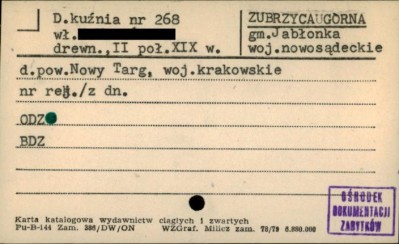 D.kuźnia nr 268
wł.
drewn.,II poł.XIX w.
ZUBRZYCAUGÓRNA
gm.Jabłonka
woj.nowosądeckie
d.pow.Nowy Targ, woj.krakowskie
nr rej./z dn.
ODZ
BDZ
Karta katalogowa wydawnictw ciągłych i zwartych
Pu-B-144 Zam. 386/DW/ON WZGraf. Milicz zam. 78/79 6.880.000
OŚRODEK
DOKUMENTACJI
ZABYTKÓW